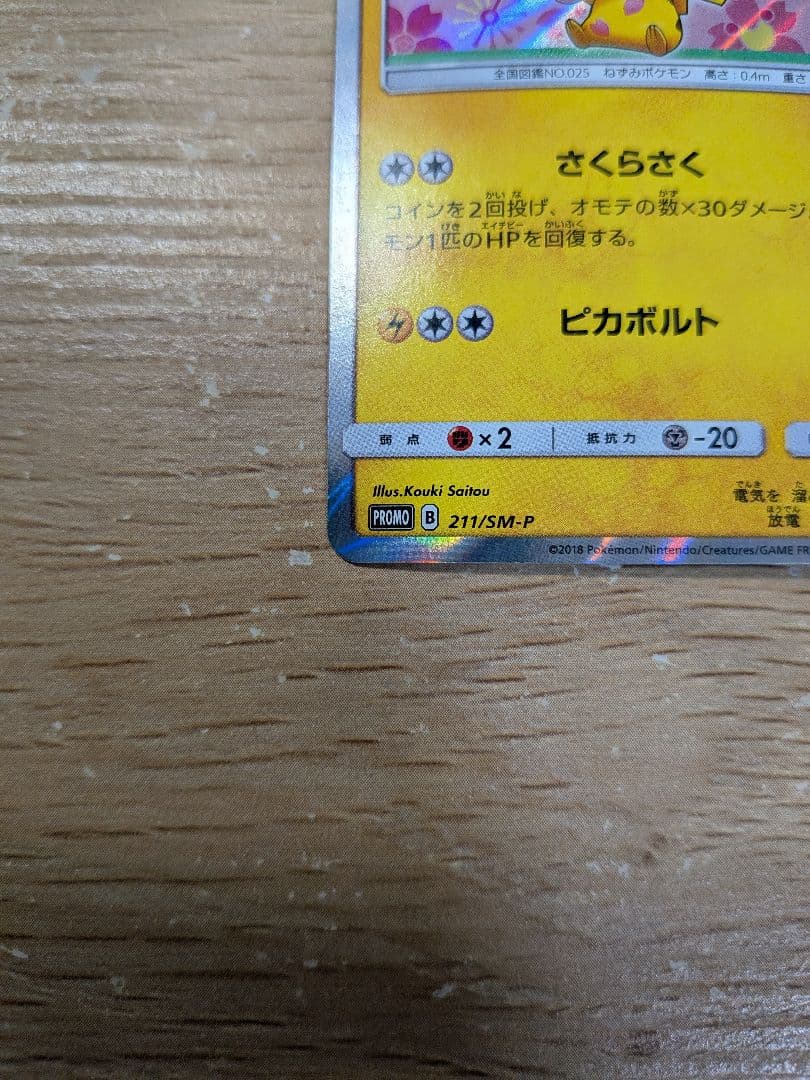 全国図鑑NO.025 ねずみポケモン 高さ:0.4m 重さ
さくらさく
コインを2回投げ、オモテの数×30ダメージ
モン1匹のHPを回復する。
ピカボルト
弱点 ×2 抵抗力 -20
Illus.Kouki Saitou
電気を
放電
PROMO B 211/SM-P
©2018 Pokémon/Nintendo/Creatures/GAME FR